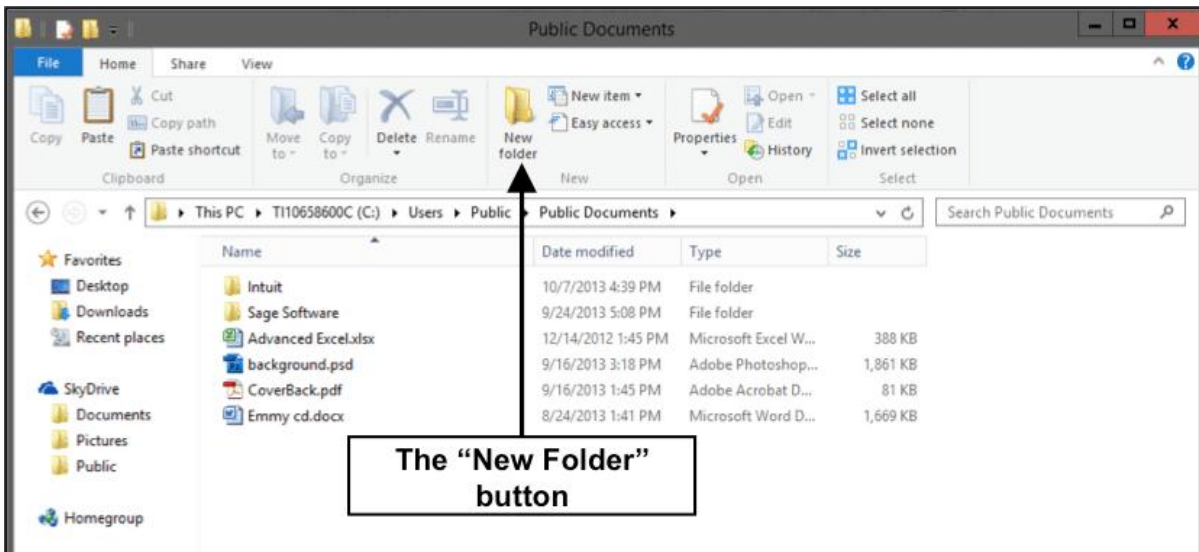 Public Documents
File Home Share View
Copy
Paste
Cut
Copy path
Paste shortcut
Clipboard
Move to
Copy to
Delete
Rename
Organize
New folder
New item
Easy access
New
Properties
Open
Edit
History
Open
Select all
Select none
Invert selection
Select
This PC TI10658600C (C:) Users Public Public Documents
Search Public Documents
Name Date modified Type Size
Favorites
Desktop
Downloads
Recent places
SkyDrive
Documents
Pictures
Public
Homegroup
Intuit 10/7/2013 4:39 PM File folder
Sage Software 9/24/2013 5:08 PM File folder
Advanced Excel.xlsx 12/14/2012 1:45 PM Microsoft Excel W... 388 KB
background.psd 9/16/2013 3:18 PM Adobe Photoshop... 1,861 KB
CoverBack.pdf 9/16/2013 1:45 PM Adobe Acrobat D... 81 KB
Emmy cd.docx 8/24/2013 1:41 PM Microsoft Word D... 1,669 KB
The “New Folder”
button